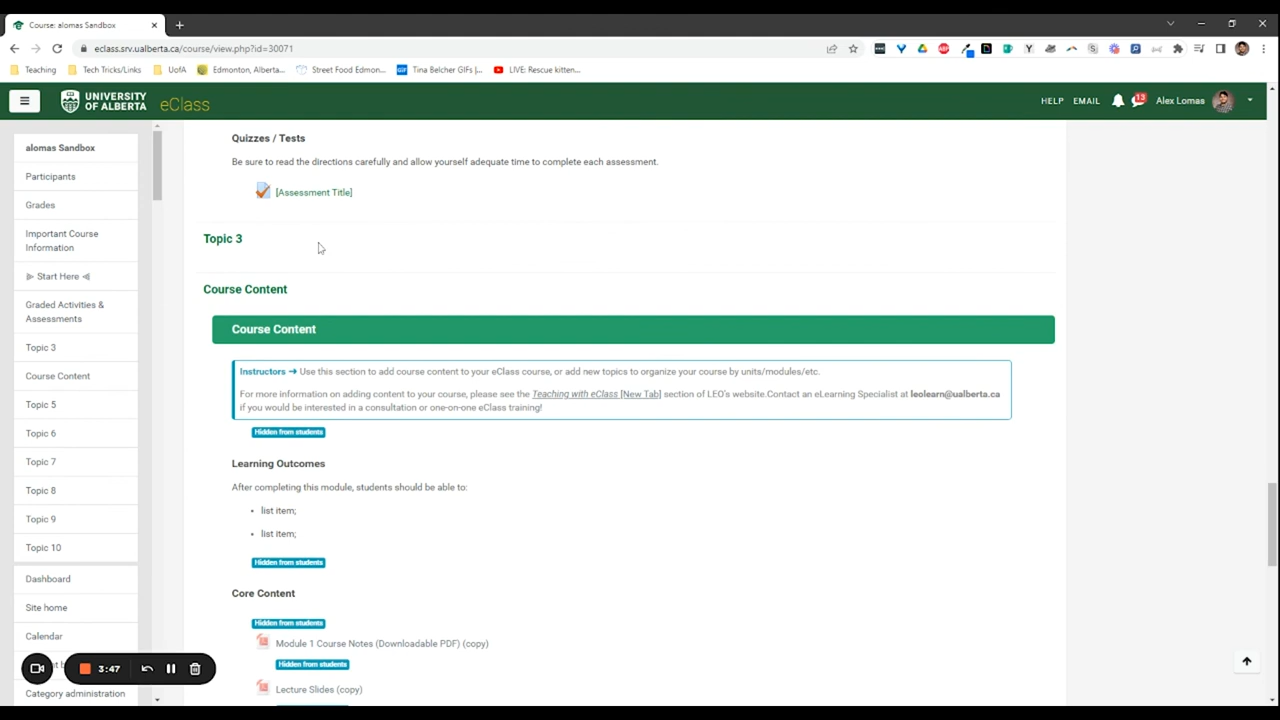 Course: alomas Sandbox
eclass.srv.ualberta.ca/course/view.php?id=30071
Teaching
Tech Tricks/Links
UofA
Edmonton, Alberta...
Street Food Edmon...
Tina Belcher GIFs |...
LIVE: Rescue kitten...
UNIVERSITY
OF ALBERTA
eClass
HELP
EMAIL
13
Alex Lomas
alomas Sandbox
Participants
Grades
Important Course
Information
Start Here
Graded Activities &
Assessments
Topic 3
Course Content
Topic 5
Topic 6
Topic 7
Topic 8
Topic 9
Topic 10
Dashboard
Site home
Calendar
Category administration
3:47
Quizzes / Tests
Be sure to read the directions carefully and allow yourself adequate time to complete each assessment.
[Assessment Title]
Topic 3
Course Content
Course Content
Instructors ➜ Use this section to add course content to your eClass course, or add new topics to organize your course by units/modules/etc.
For more information on adding content to your course, please see the Teaching with eClass [New Tab] section of LEO's website.Contact an eLearning Specialist at leolearn@ualberta.ca
if you would be interested in a consultation or one-on-one eClass training!
Hidden from students
Learning Outcomes
After completing this module, students should be able to:
• list item;
• list item;
Hidden from students
Core Content
Hidden from students
Module 1 Course Notes (Downloadable PDF) (copy)
Hidden from students
Lecture Slides (copy)